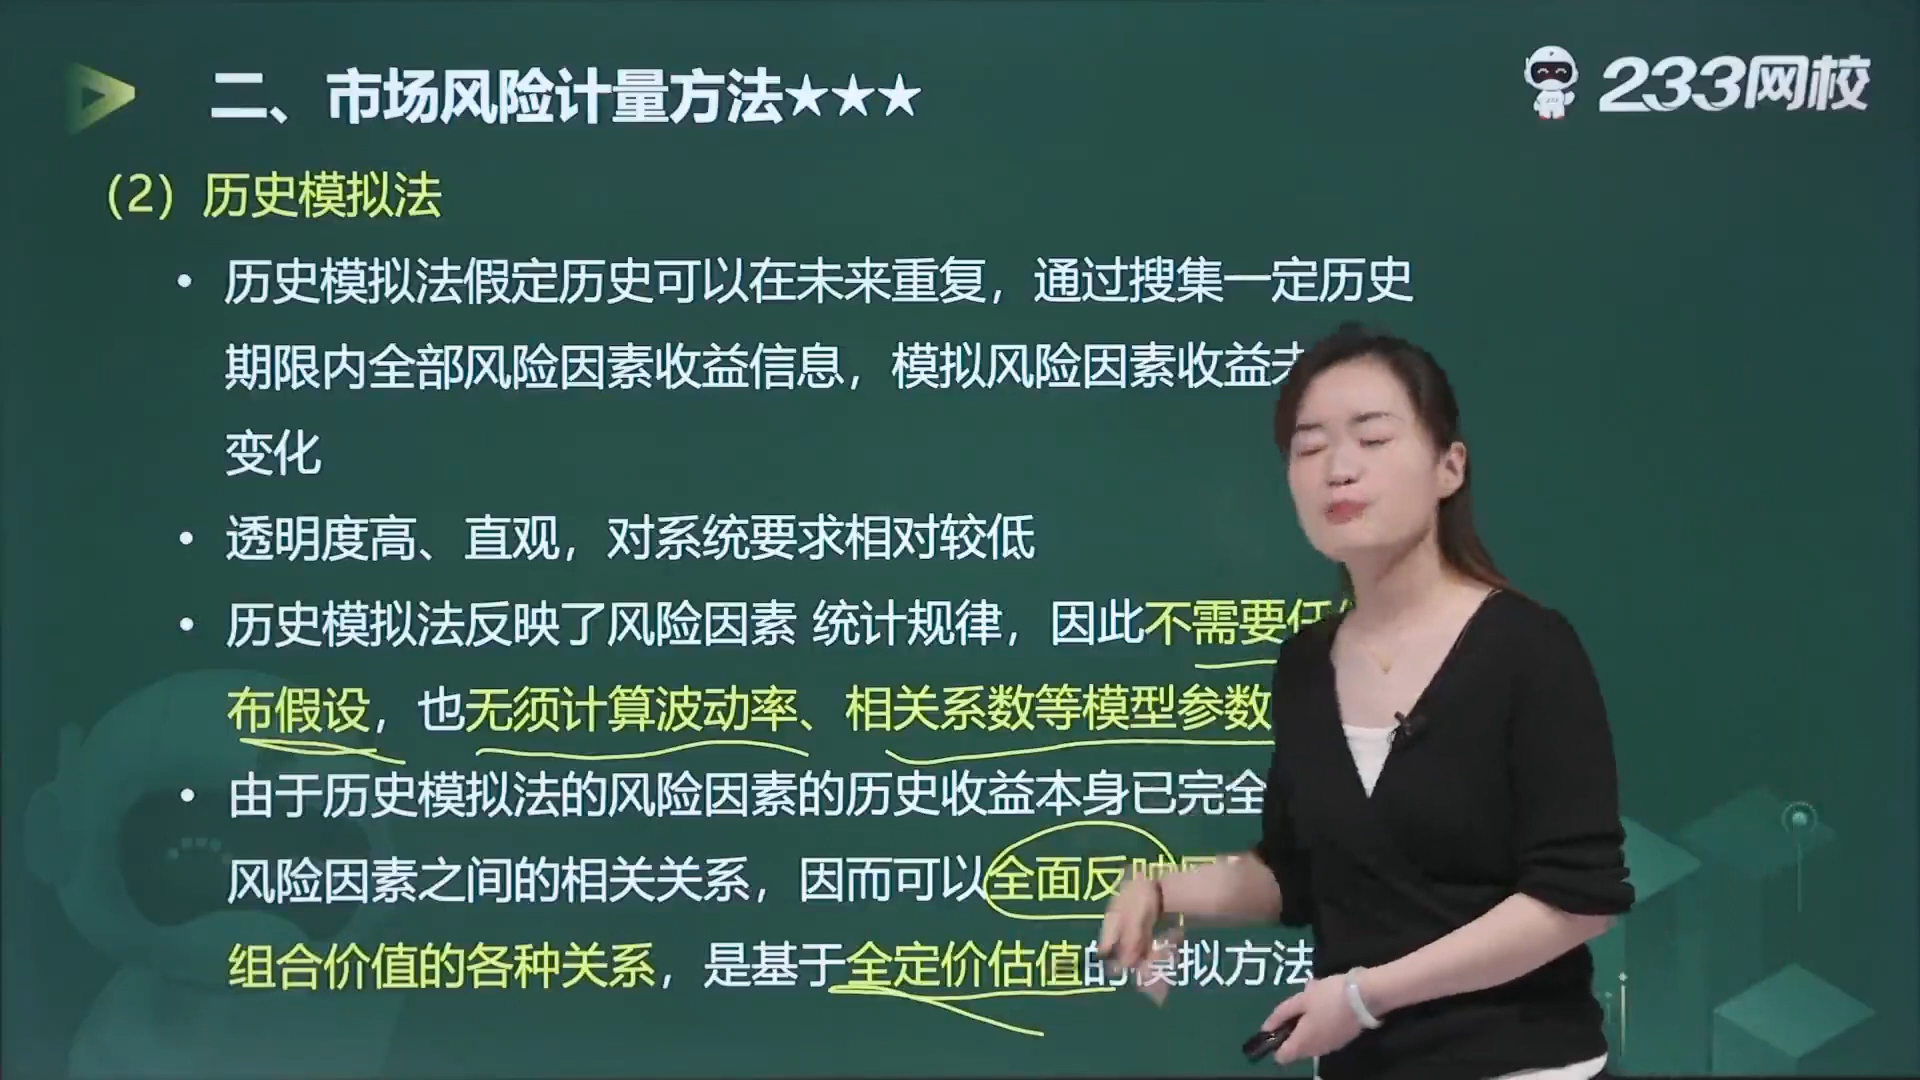 二、市场风险计量方法★★★
233网校
（2）历史模拟法
• 历史模拟法假定历史可以在未来重复，通过搜集一定历史
期限内全部风险因素收益信息，模拟风险因素收益未
变化
• 透明度高、直观，对系统要求相对较低
• 历史模拟法反映了风险因素 统计规律，因此不需要任
布假设，也无须计算波动率、相关系数等模型参数
• 由于历史模拟法的风险因素的历史收益本身已完全
风险因素之间的相关关系，因而可以全面反映
组合价值的各种关系，是基于全定价估值的模拟方法